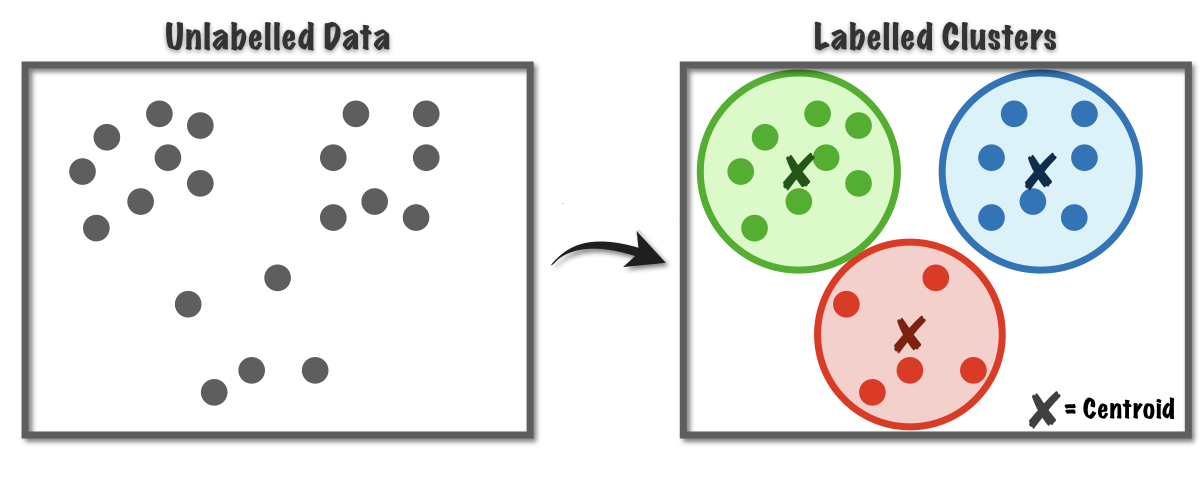 Unlabelled Data
Labelled Clusters
= Centroid